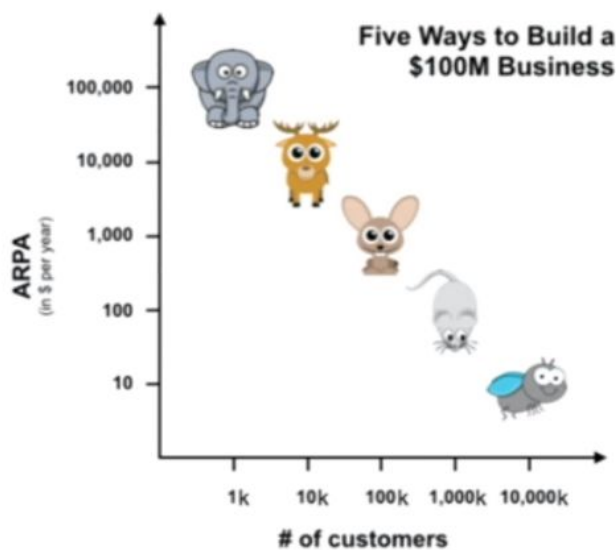 Five Ways to Build a
$100M Business
100,000
10,000
1,000
100
10
ARPA
(in $ per year)
1k
10k
100k
1,000k
10,000k
# of customers